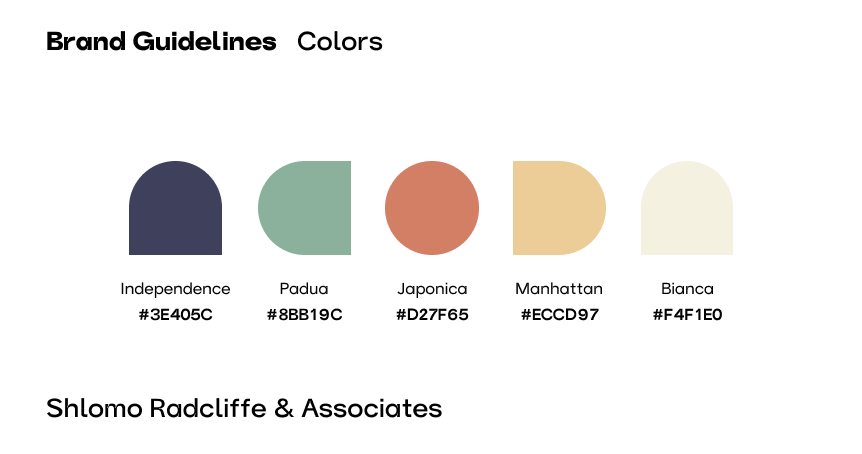 Brand Guidelines Colors
Independence Padua Japonica Manhattan Bianca
#3E405C #8BB19C #D27F65 #ECCD97 #F4F1E0
Shlomo Radcliffe & Associates